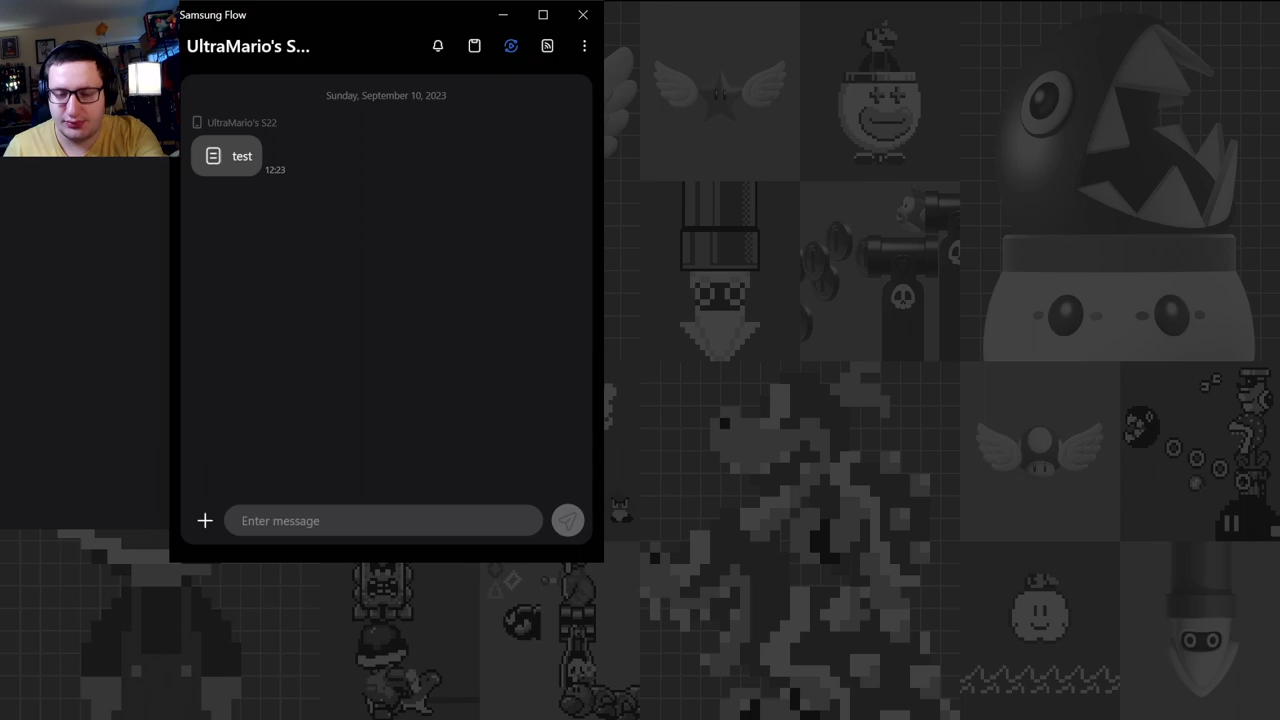 Samsung Flow
UltraMario's S...
Sunday, September 10, 2023
UltraMario's S22
test
12:23
Enter message